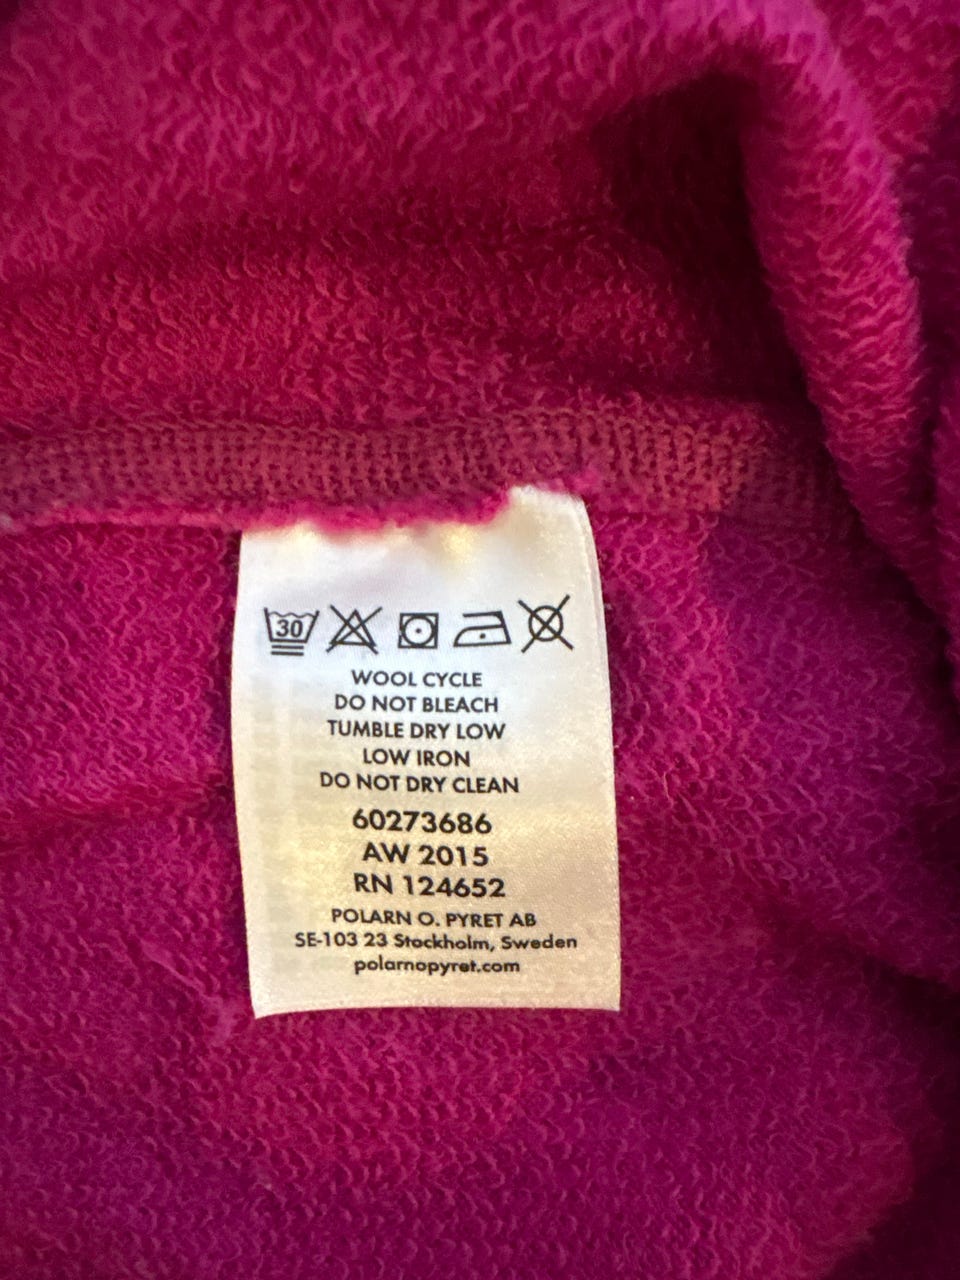 30
WOOL CYCLE
DO NOT BLEACH
TUMBLE DRY LOW
LOW IRON
DO NOT DRY CLEAN
60273686
AW 2015
RN 124652
POLARN O. PYRET AB
SE-103 23 Stockholm, Sweden
polarnopyret.com